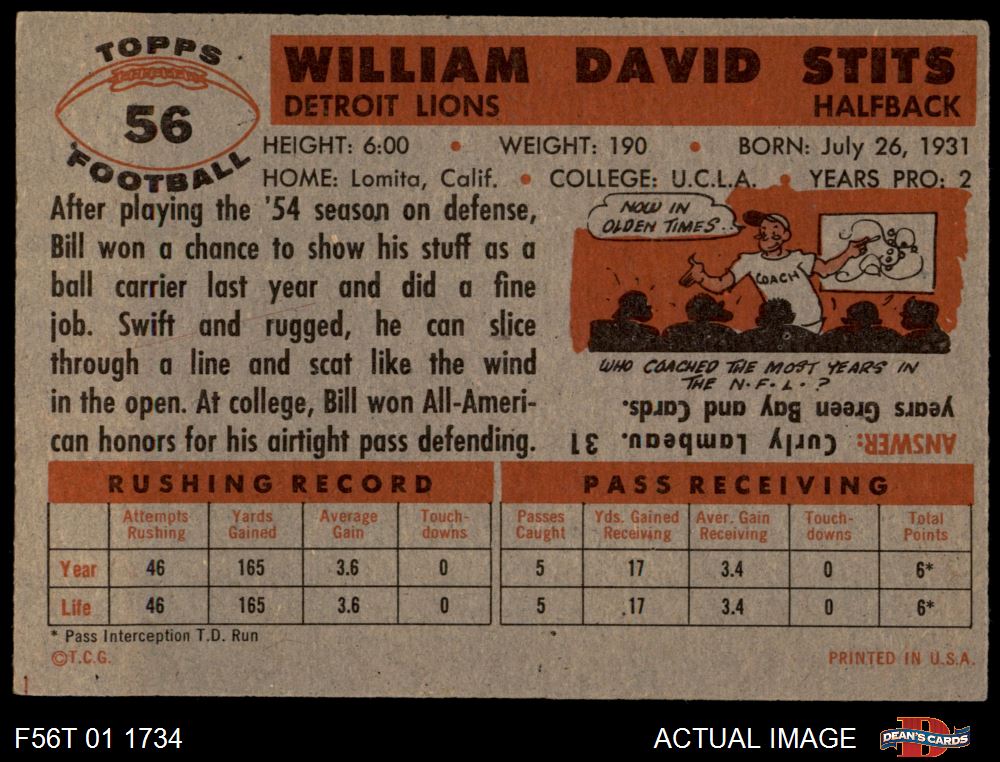 TOPPS
56
FOOTBALL
WILLIAM DAVID STITS
DETROIT LIONS HALFBACK
HEIGHT: 6:00 • WEIGHT: 190 • BORN: July 26, 1931
HOME: Lomita, Calif. • COLLEGE: U.C.L.A. • YEARS PRO: 2
After playing the '54 season on defense,
Bill won a chance to show his stuff as a
ball carrier last year and did a fine
job. Swift and rugged, he can slice
through a line and scat like the wind
in the open. At college, Bill won All-Ameri-
can honors for his airtight pass defending.
NOW IN
OLDEN TIMES..
COACH
WHO COACHED THE MOST YEARS IN
THE N.F.L.?
ANSWER: Curly Lambeau. 31
years Green Bay and Cards.
RUSHING RECORD
Attempts Rushing Yards Gained Average Gain Touch-downs
Year 46 165 3.6 0
Life 46 165 3.6 0
PASS RECEIVING
Passes Caught Yds. Gained Receiving Aver. Gain Receiving Touch-downs Total Points
5 17 3.4 0 6*
5 .17 3.4 0 6*
* Pass Interception T.D. Run
©T.C.G. PRINTED IN U.S.A.
1
F56T 01 1734 ACTUAL IMAGE
D
DEAN'S CARDS